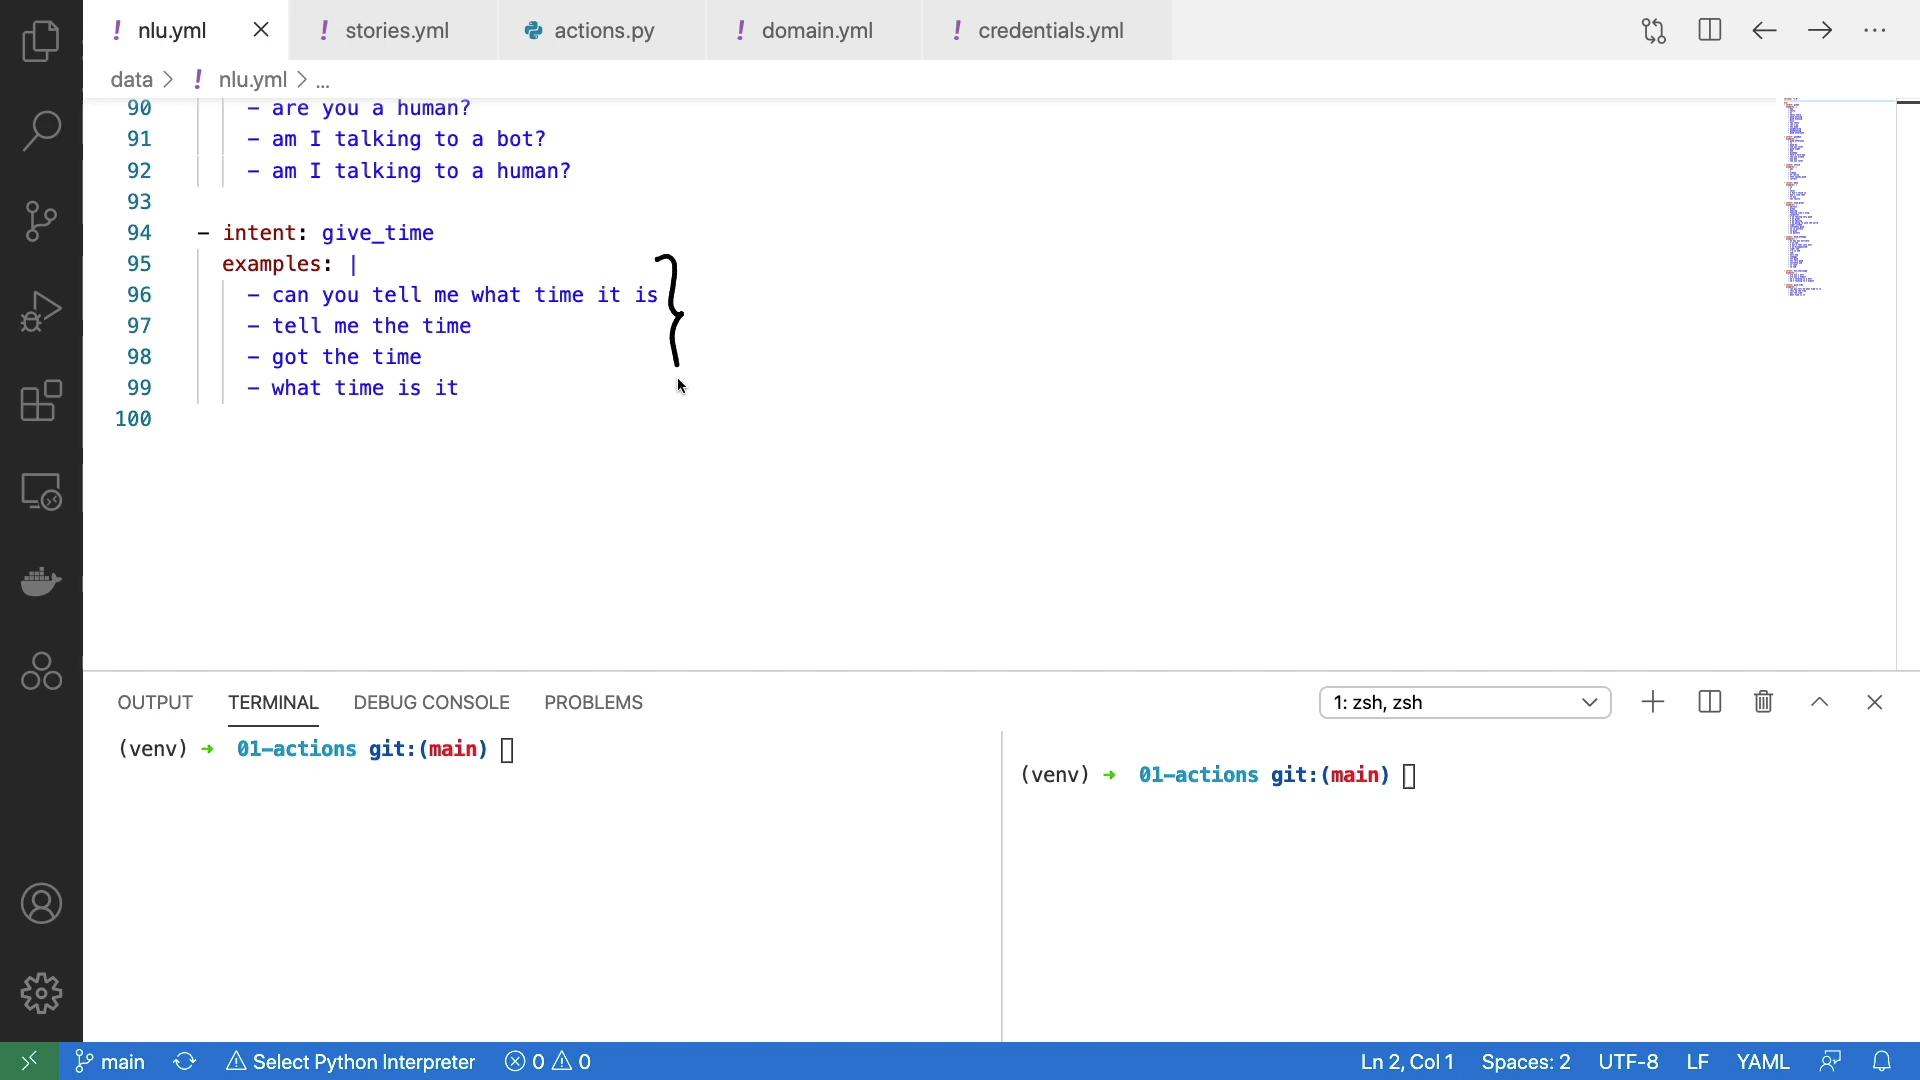 ! nlu.yml
! stories.yml
actions.py
! domain.yml
! credentials.yml
data > ! nlu.yml > ...
90 - are you a human?
91 - am I talking to a bot?
92 - am I talking to a human?
93
94 - intent: give_time
95 examples: |
96 - can you tell me what time it is
97 - tell me the time
98 - got the time
99 - what time is it
100
OUTPUT TERMINAL DEBUG CONSOLE PROBLEMS
1: zsh, zsh
(venv) → 01-actions git:(main)
(venv) → 01-actions git:(main)
main Select Python Interpreter 0 0 Ln 2, Col 1 Spaces: 2 UTF-8 LF YAML